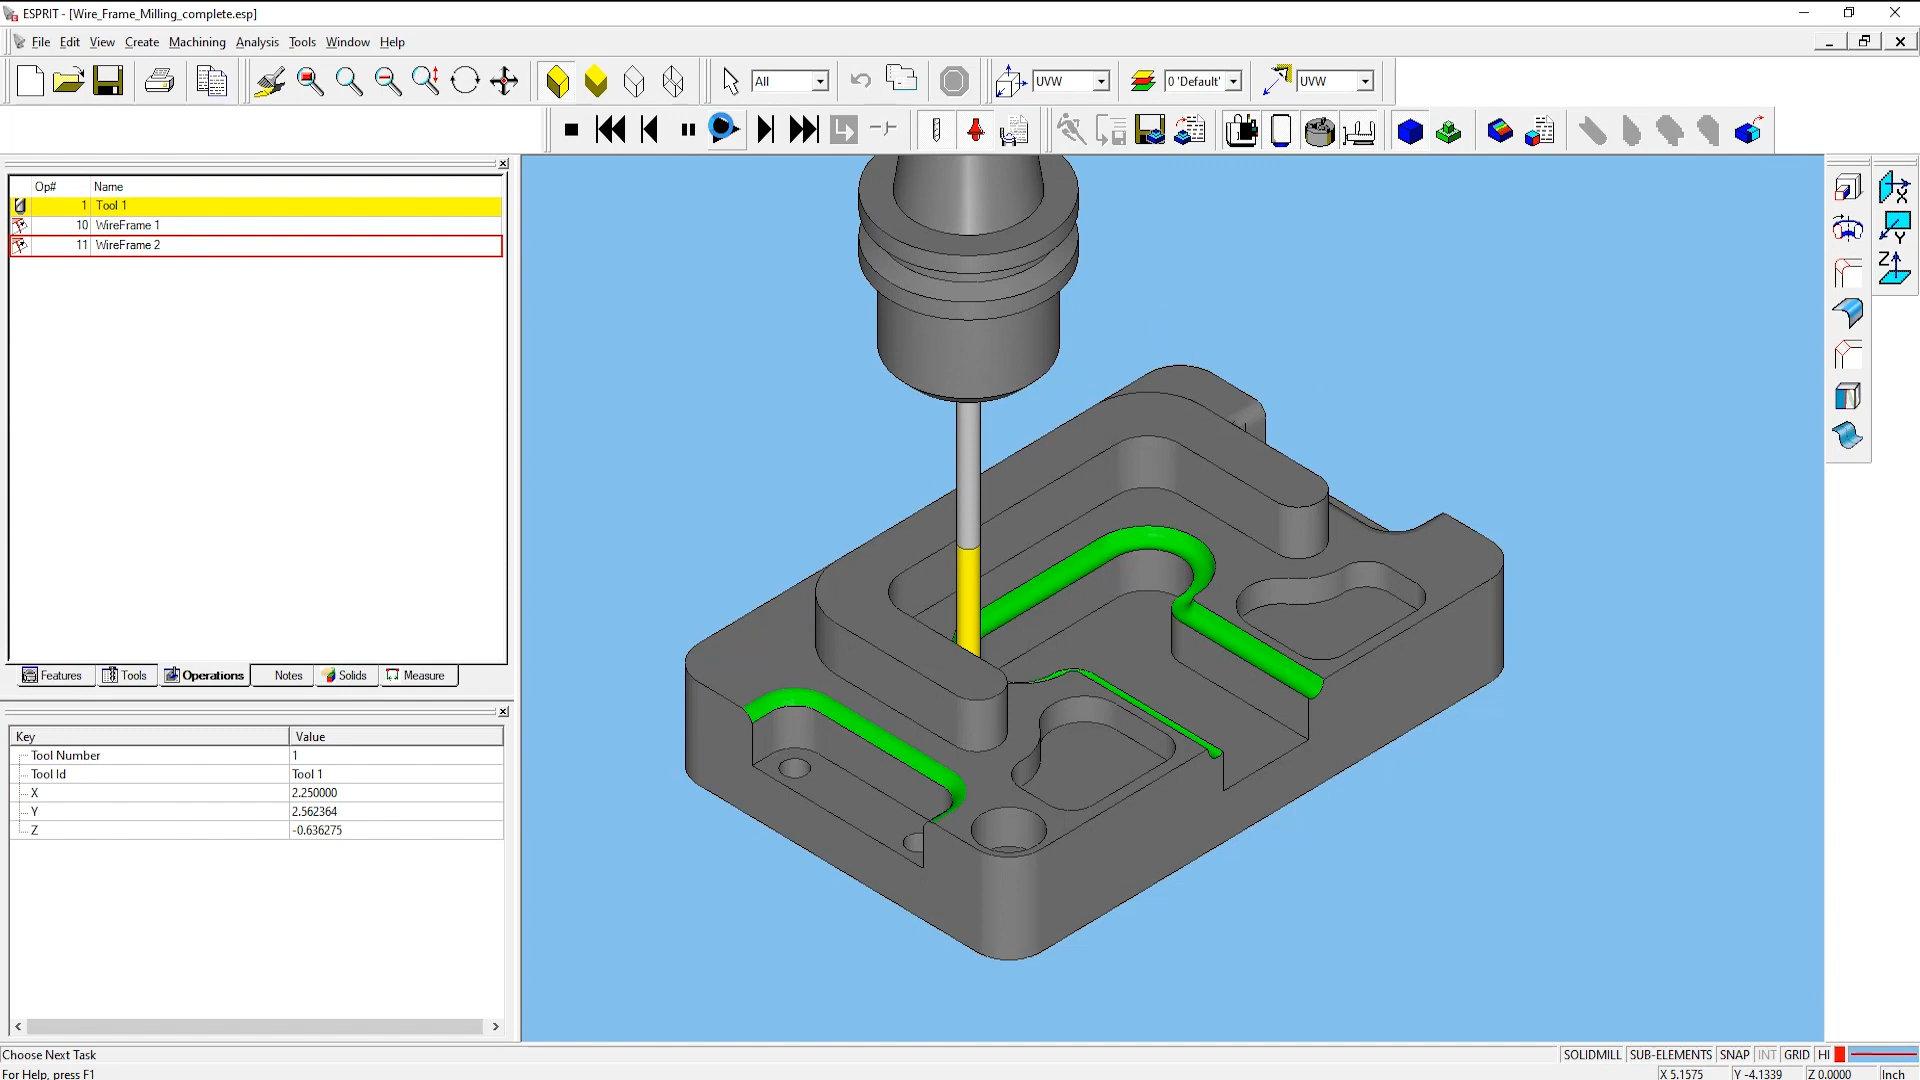 ESPRIT - [Wire_Frame_Milling_complete.esp]
File Edit View Create Machining Analysis Tools Window Help
All UVW 0 'Default' UVW
Op# Name
1 Tool 1
10 WireFrame 1
11 WireFrame 2
Features Tools Operations Notes Solids Measure
Key Value
Tool Number 1
Tool Id Tool 1
X 2.250000
Y 2.562364
Z -0.636275
X
Y
Z
Choose Next Task
SOLIDMILL SUB-ELEMENTS SNAP INT GRID HI
For Help, press F1
X 5.1575 Y -4.1339 Z 0.0000 Inch